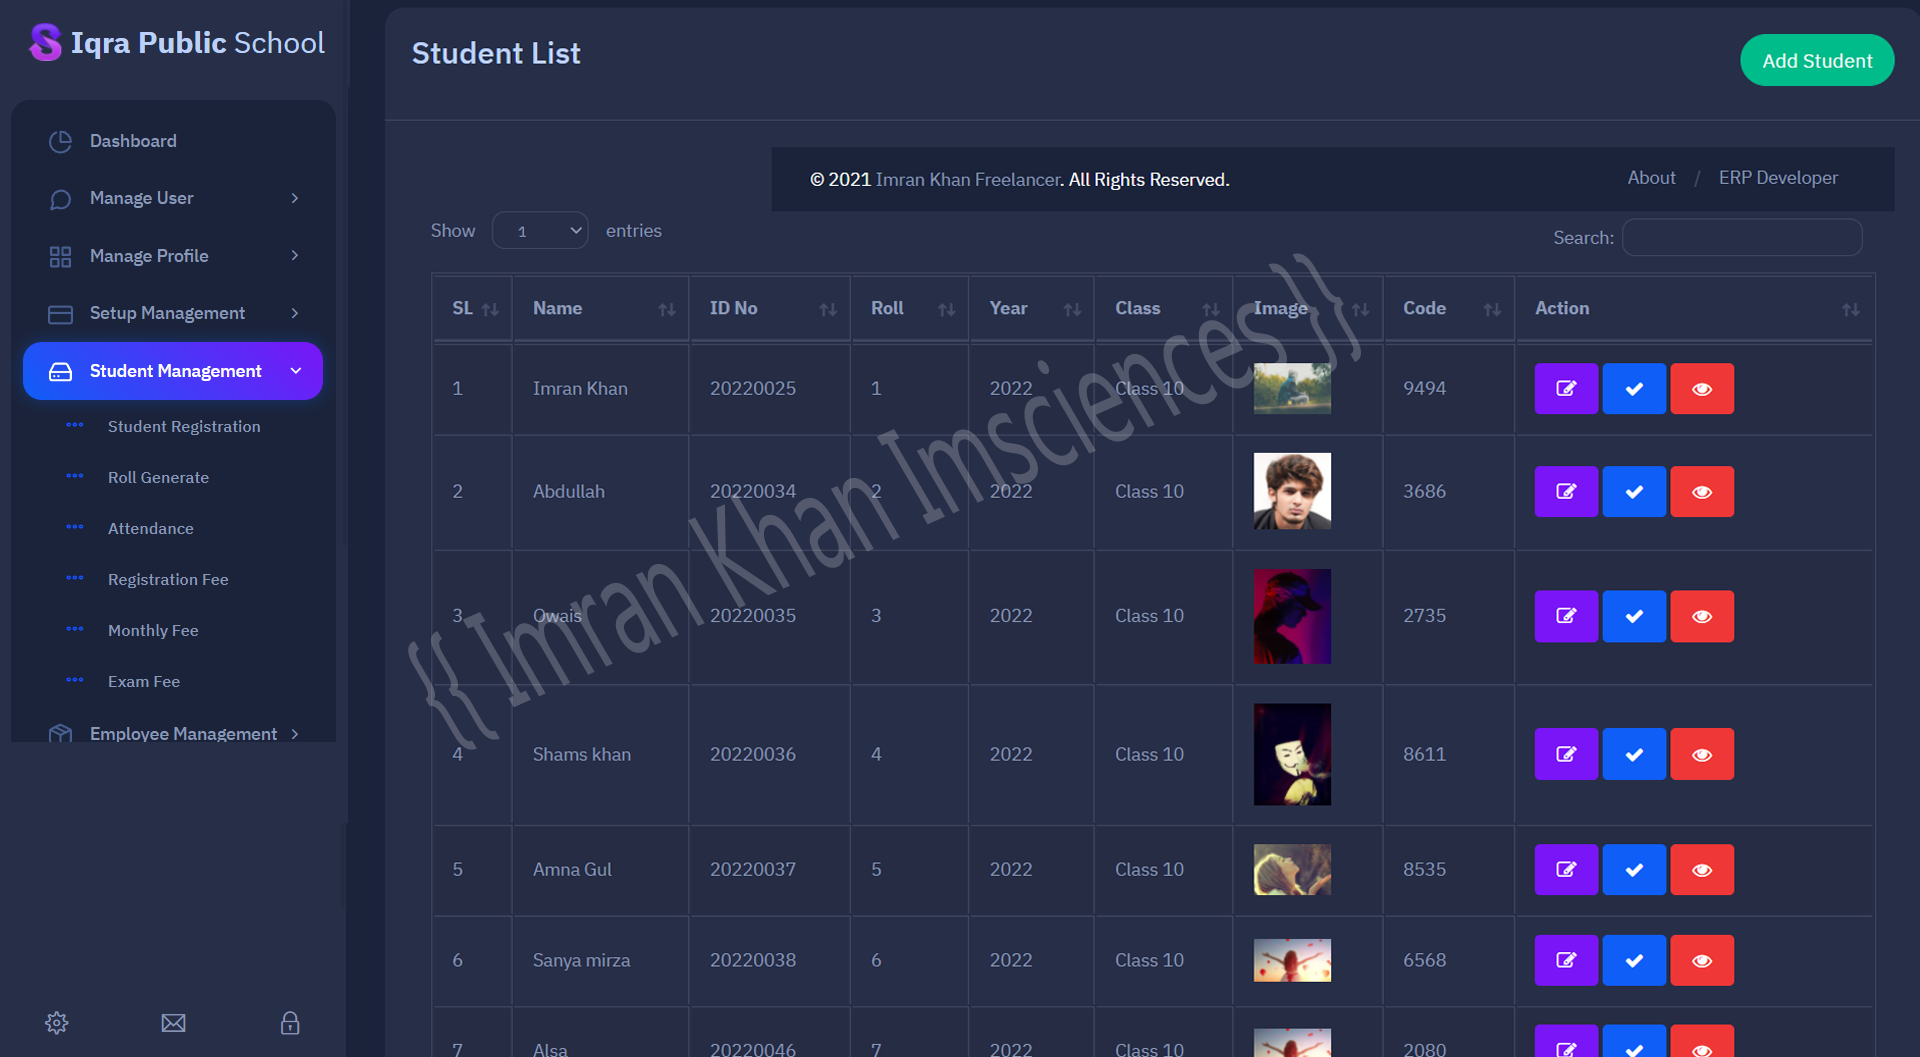 Iqra Public School
Dashboard
Manage User
Manage Profile
Setup Management
Student Management
Student Registration
Roll Generate
Attendance
Registration Fee
Monthly Fee
Exam Fee
Employee Management
Student List
Add Student
© 2021 Imran Khan Freelancer. All Rights Reserved.
About / ERP Developer
Show 1 entries
Search:
SL Name ID No Roll Year Class Image Code Action
1 Imran Khan 20220025 1 2022 Class 10 9494
2 Abdullah 20220034 2 2022 Class 10 3686
3 Owais 20220035 3 2022 Class 10 2735
4 Shams khan 20220036 4 2022 Class 10 8611
5 Amna Gul 20220037 5 2022 Class 10 8535
6 Sanya mirza 20220038 6 2022 Class 10 6568
7 Alsa 20220046 7 2022 Class 10 2080
{{ Imran Khan Imsciences }}